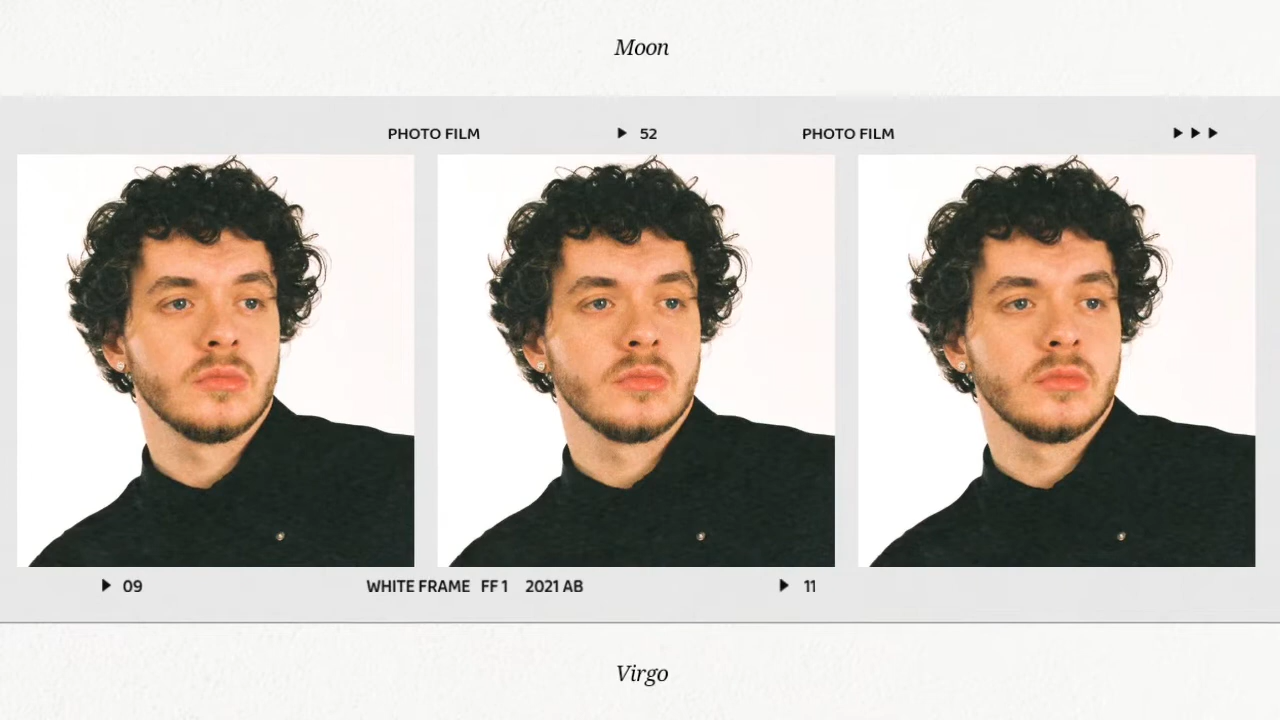 Moon
PHOTO FILM ▶ 52 PHOTO FILM ▶ ▶ ▶
▶ 09 WHITE FRAME FF 1 2021 AB ▶ 11
Virgo